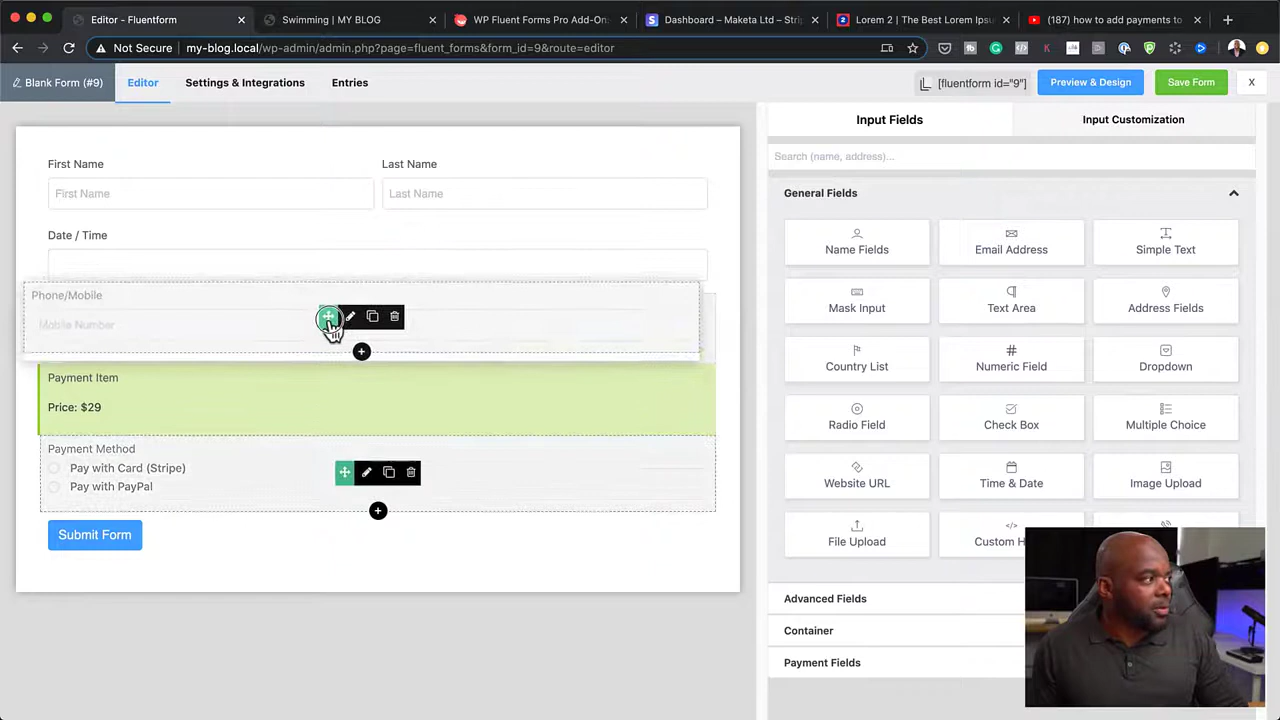 Editor - Fluentform
Swimming | MY BLOG
WP Fluent Forms Pro Add-On
Dashboard – Maketa Ltd – Stri
Lorem 2 | The Best Lorem Ipsu
(187) how to add payments to
Not Secure
my-blog.local/wp-admin/admin.php?page=fluent_forms&form_id=9&route=editor
Blank Form (#9)
Editor
Settings & Integrations
Entries
[fluentform id="9"]
Preview & Design
Save Form
X
Input Fields
Input Customization
First Name
Last Name
Search (name, address)...
First Name
Last Name
General Fields
Date / Time
Name Fields
Email Address
Simple Text
Phone/Mobile
Mobile Number
Mask Input
Text Area
Address Fields
Payment Item
Price: $29
Country List
Numeric Field
Dropdown
Radio Field
Check Box
Multiple Choice
Payment Method
Pay with Card (Stripe)
Pay with PayPal
Website URL
Time & Date
Image Upload
Submit Form
File Upload
Custom H
Advanced Fields
Container
Payment Fields